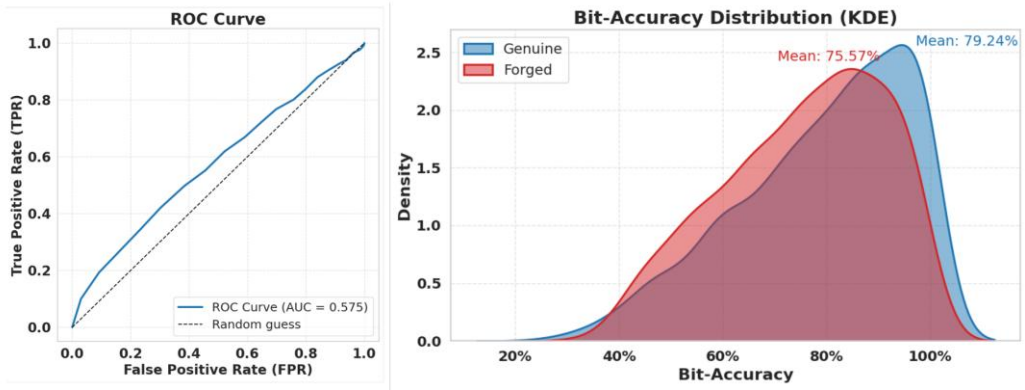 ROC Curve
True Positive Rate (TPR)
1.0
0.8
0.6
0.4
0.2
0.0
ROC Curve (AUC = 0.575)
Random guess
0.0 0.2 0.4 0.6 0.8 1.0
False Positive Rate (FPR)
Bit-Accuracy Distribution (KDE)
Genuine
Forged
Mean: 75.57%
Mean: 79.24%
Density
2.5
2.0
1.5
1.0
0.5
0.0
20% 40% 60% 80% 100%
Bit-Accuracy